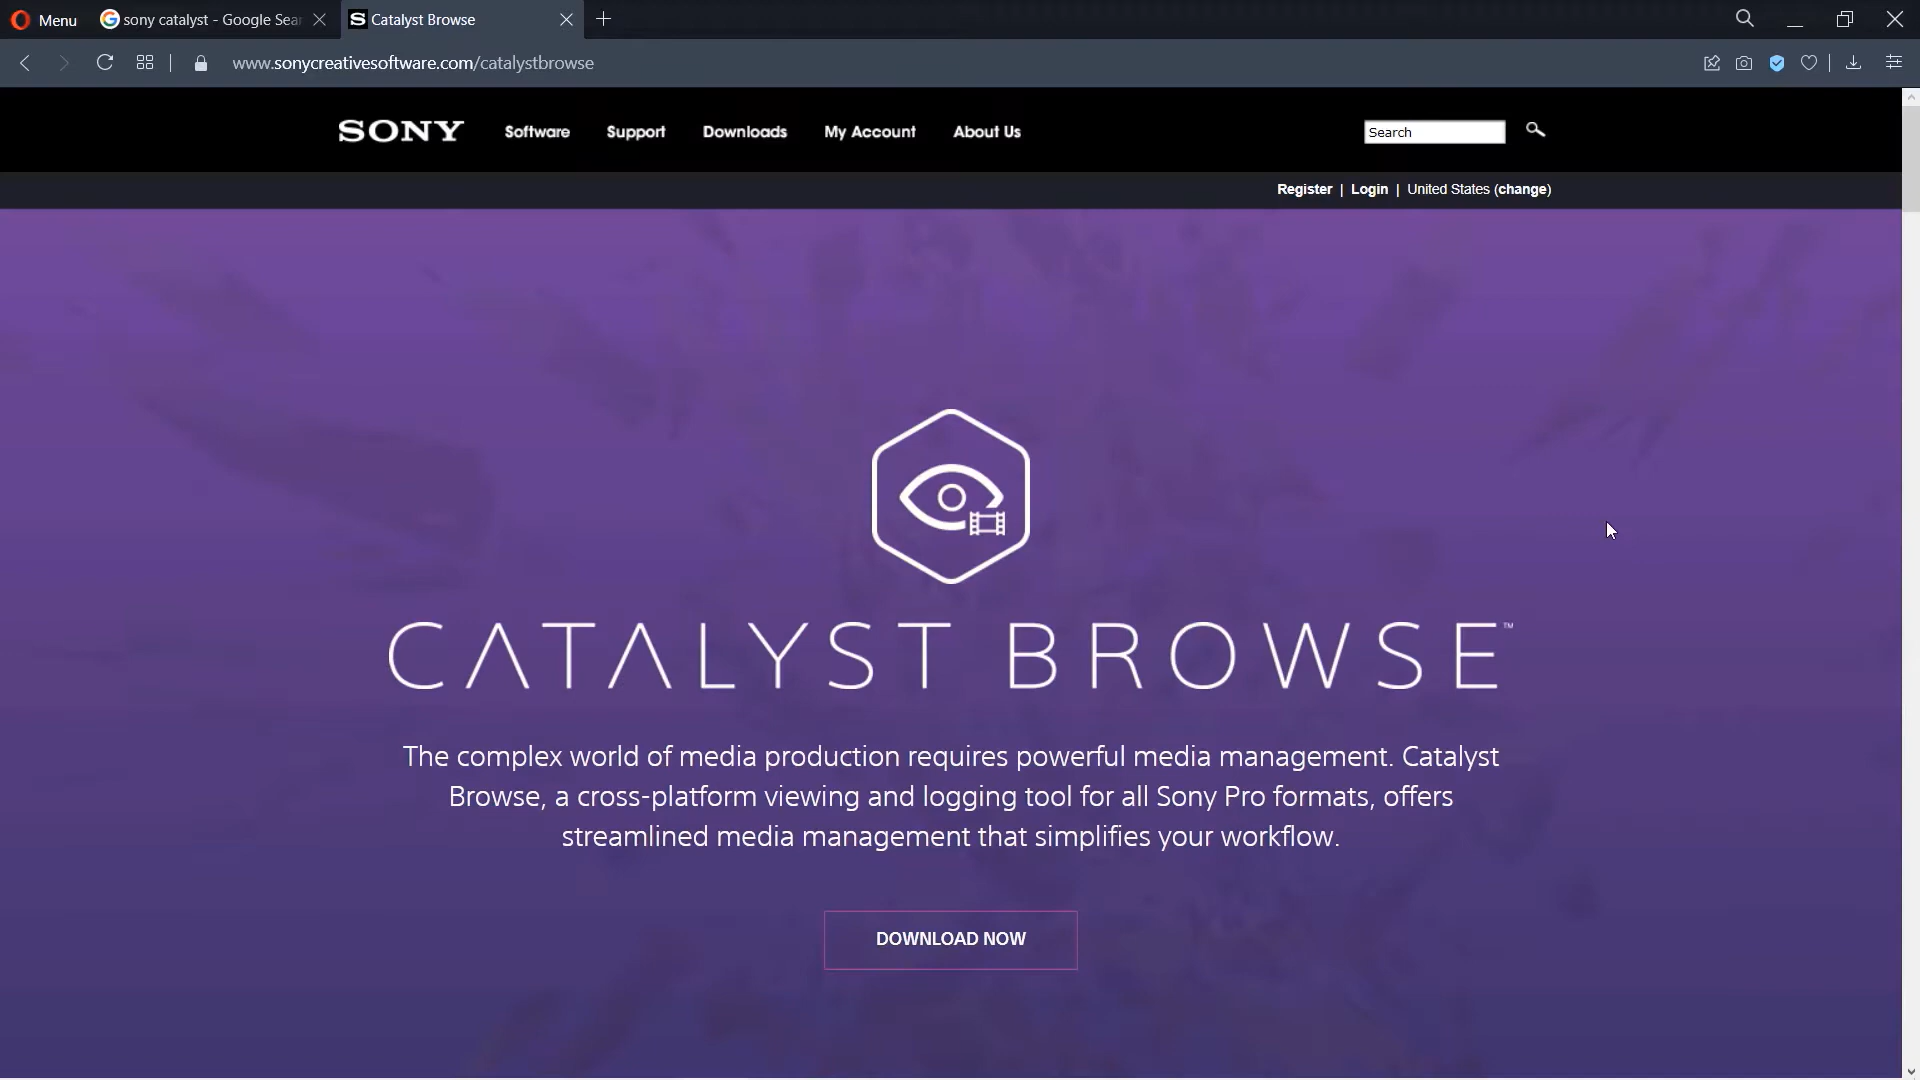 Menu
sony catalyst - Google Sear
Catalyst Browse
www.sonycreativesoftware.com/catalystbrowse
SONY Software Support Downloads My Account About Us Search
Register | Login | United States (change)
CATALYST BROWSE™
The complex world of media production requires powerful media management. Catalyst
Browse, a cross-platform viewing and logging tool for all Sony Pro formats, offers
streamlined media management that simplifies your workflow.
DOWNLOAD NOW